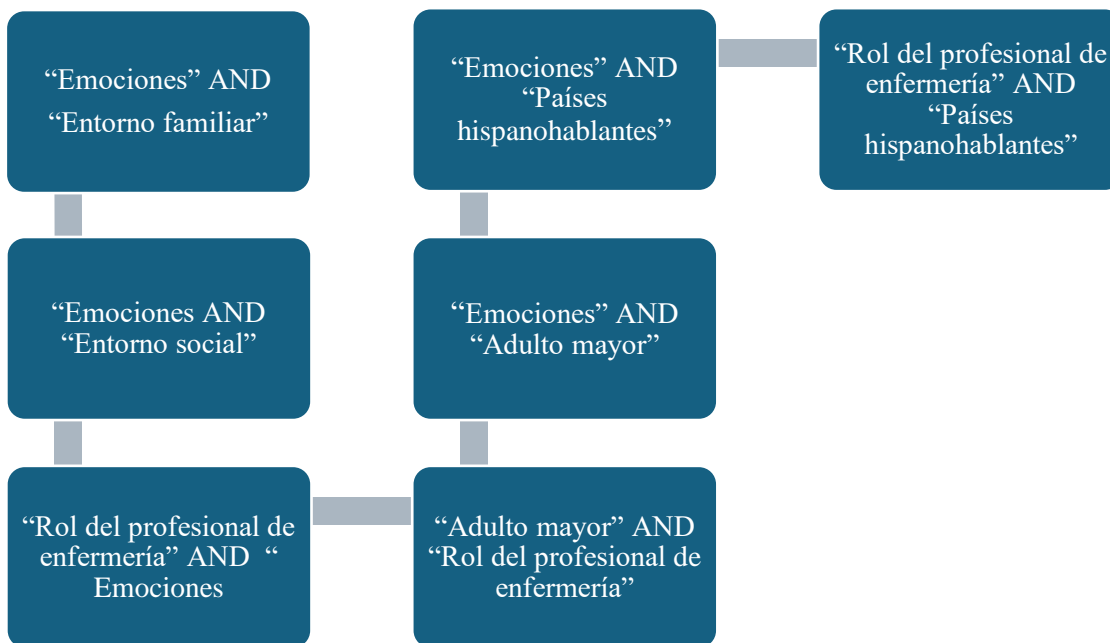 “Emociones” AND
“Entorno familiar”
“Emociones AND
“Entorno social”
“Rol del profesional de
enfermería” AND “
Emociones
“Adulto mayor” AND
“Rol del profesional de
enfermería”
“Emociones” AND
“Adulto mayor”
“Emociones” AND
“Países
hispanohablantes”
“Rol del profesional de
enfermería” AND
“Países
hispanohablantes”